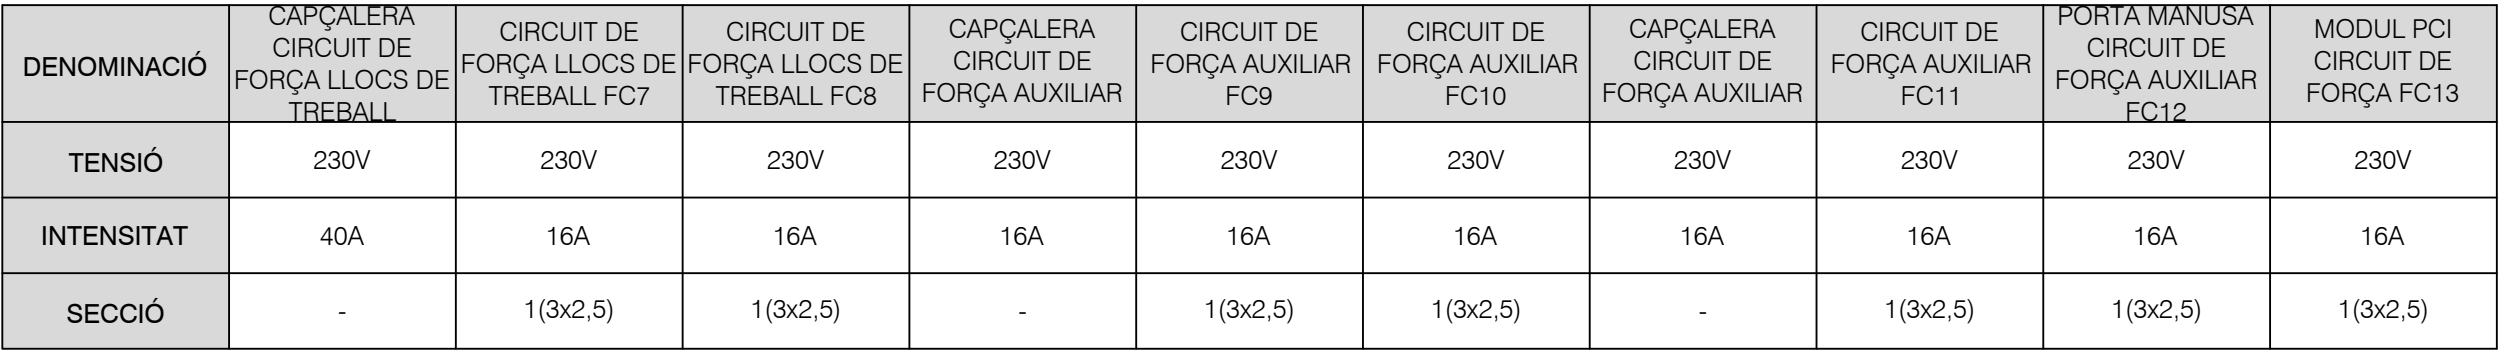 DENOMINACIÓ
CAPÇALERA
CIRCUIT DE
FORÇA LLOCS DE
TREBALL
CIRCUIT DE
FORÇA LLOCS DE
TREBALL FC7
CIRCUIT DE
FORÇA LLOCS DE
TREBALL FC8
CAPÇALERA
CIRCUIT DE
FORÇA AUXILIAR
CIRCUIT DE
FORÇA AUXILIAR
FC9
CIRCUIT DE
FORÇA AUXILIAR
FC10
CAPÇALERA
CIRCUIT DE
FORÇA AUXILIAR
CIRCUIT DE
FORÇA AUXILIAR
FC11
PORTA MANUSA
CIRCUIT DE
FORÇA AUXILIAR
FC12
MODUL PCI
CIRCUIT DE
FORÇA FC13
TENSIÓ 230V 230V 230V 230V 230V 230V 230V 230V 230V 230V
INTENSITAT 40A 16A 16A 16A 16A 16A 16A 16A 16A 16A
SECCIÓ - 1(3x2,5) 1(3x2,5) - 1(3x2,5) 1(3x2,5) - 1(3x2,5) 1(3x2,5) 1(3x2,5)